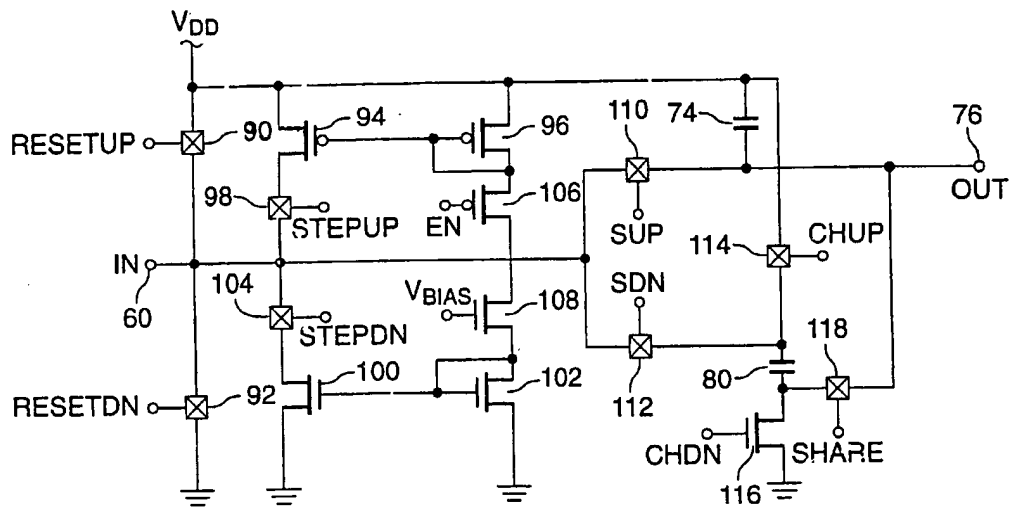 VDD
RESETUP
90
94
96
110
74
76
OUT
98
STEPUP
EN
106
SUP
114
CHUP
IN
60
104
STEPDN
VBIAS
108
SDN
112
80
118
RESETDN
92
100
102
CHDN
116
SHARE